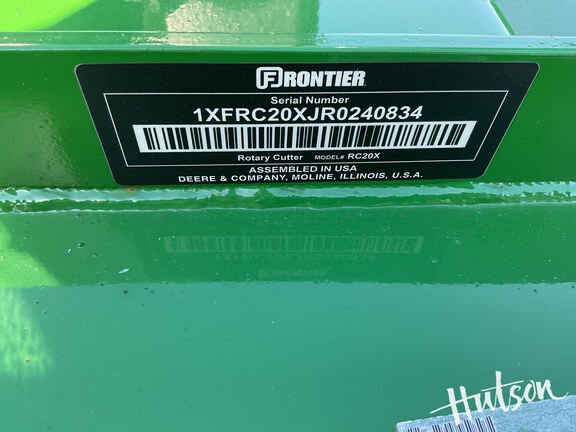 FRONTIER
Serial Number
1XFRC20XJR0240834
Rotary Cutter MODEL# RC20X
ASSEMBLED IN USA
DEERE & COMPANY, MOLINE, ILLINOIS, U.S.A.
Hutson